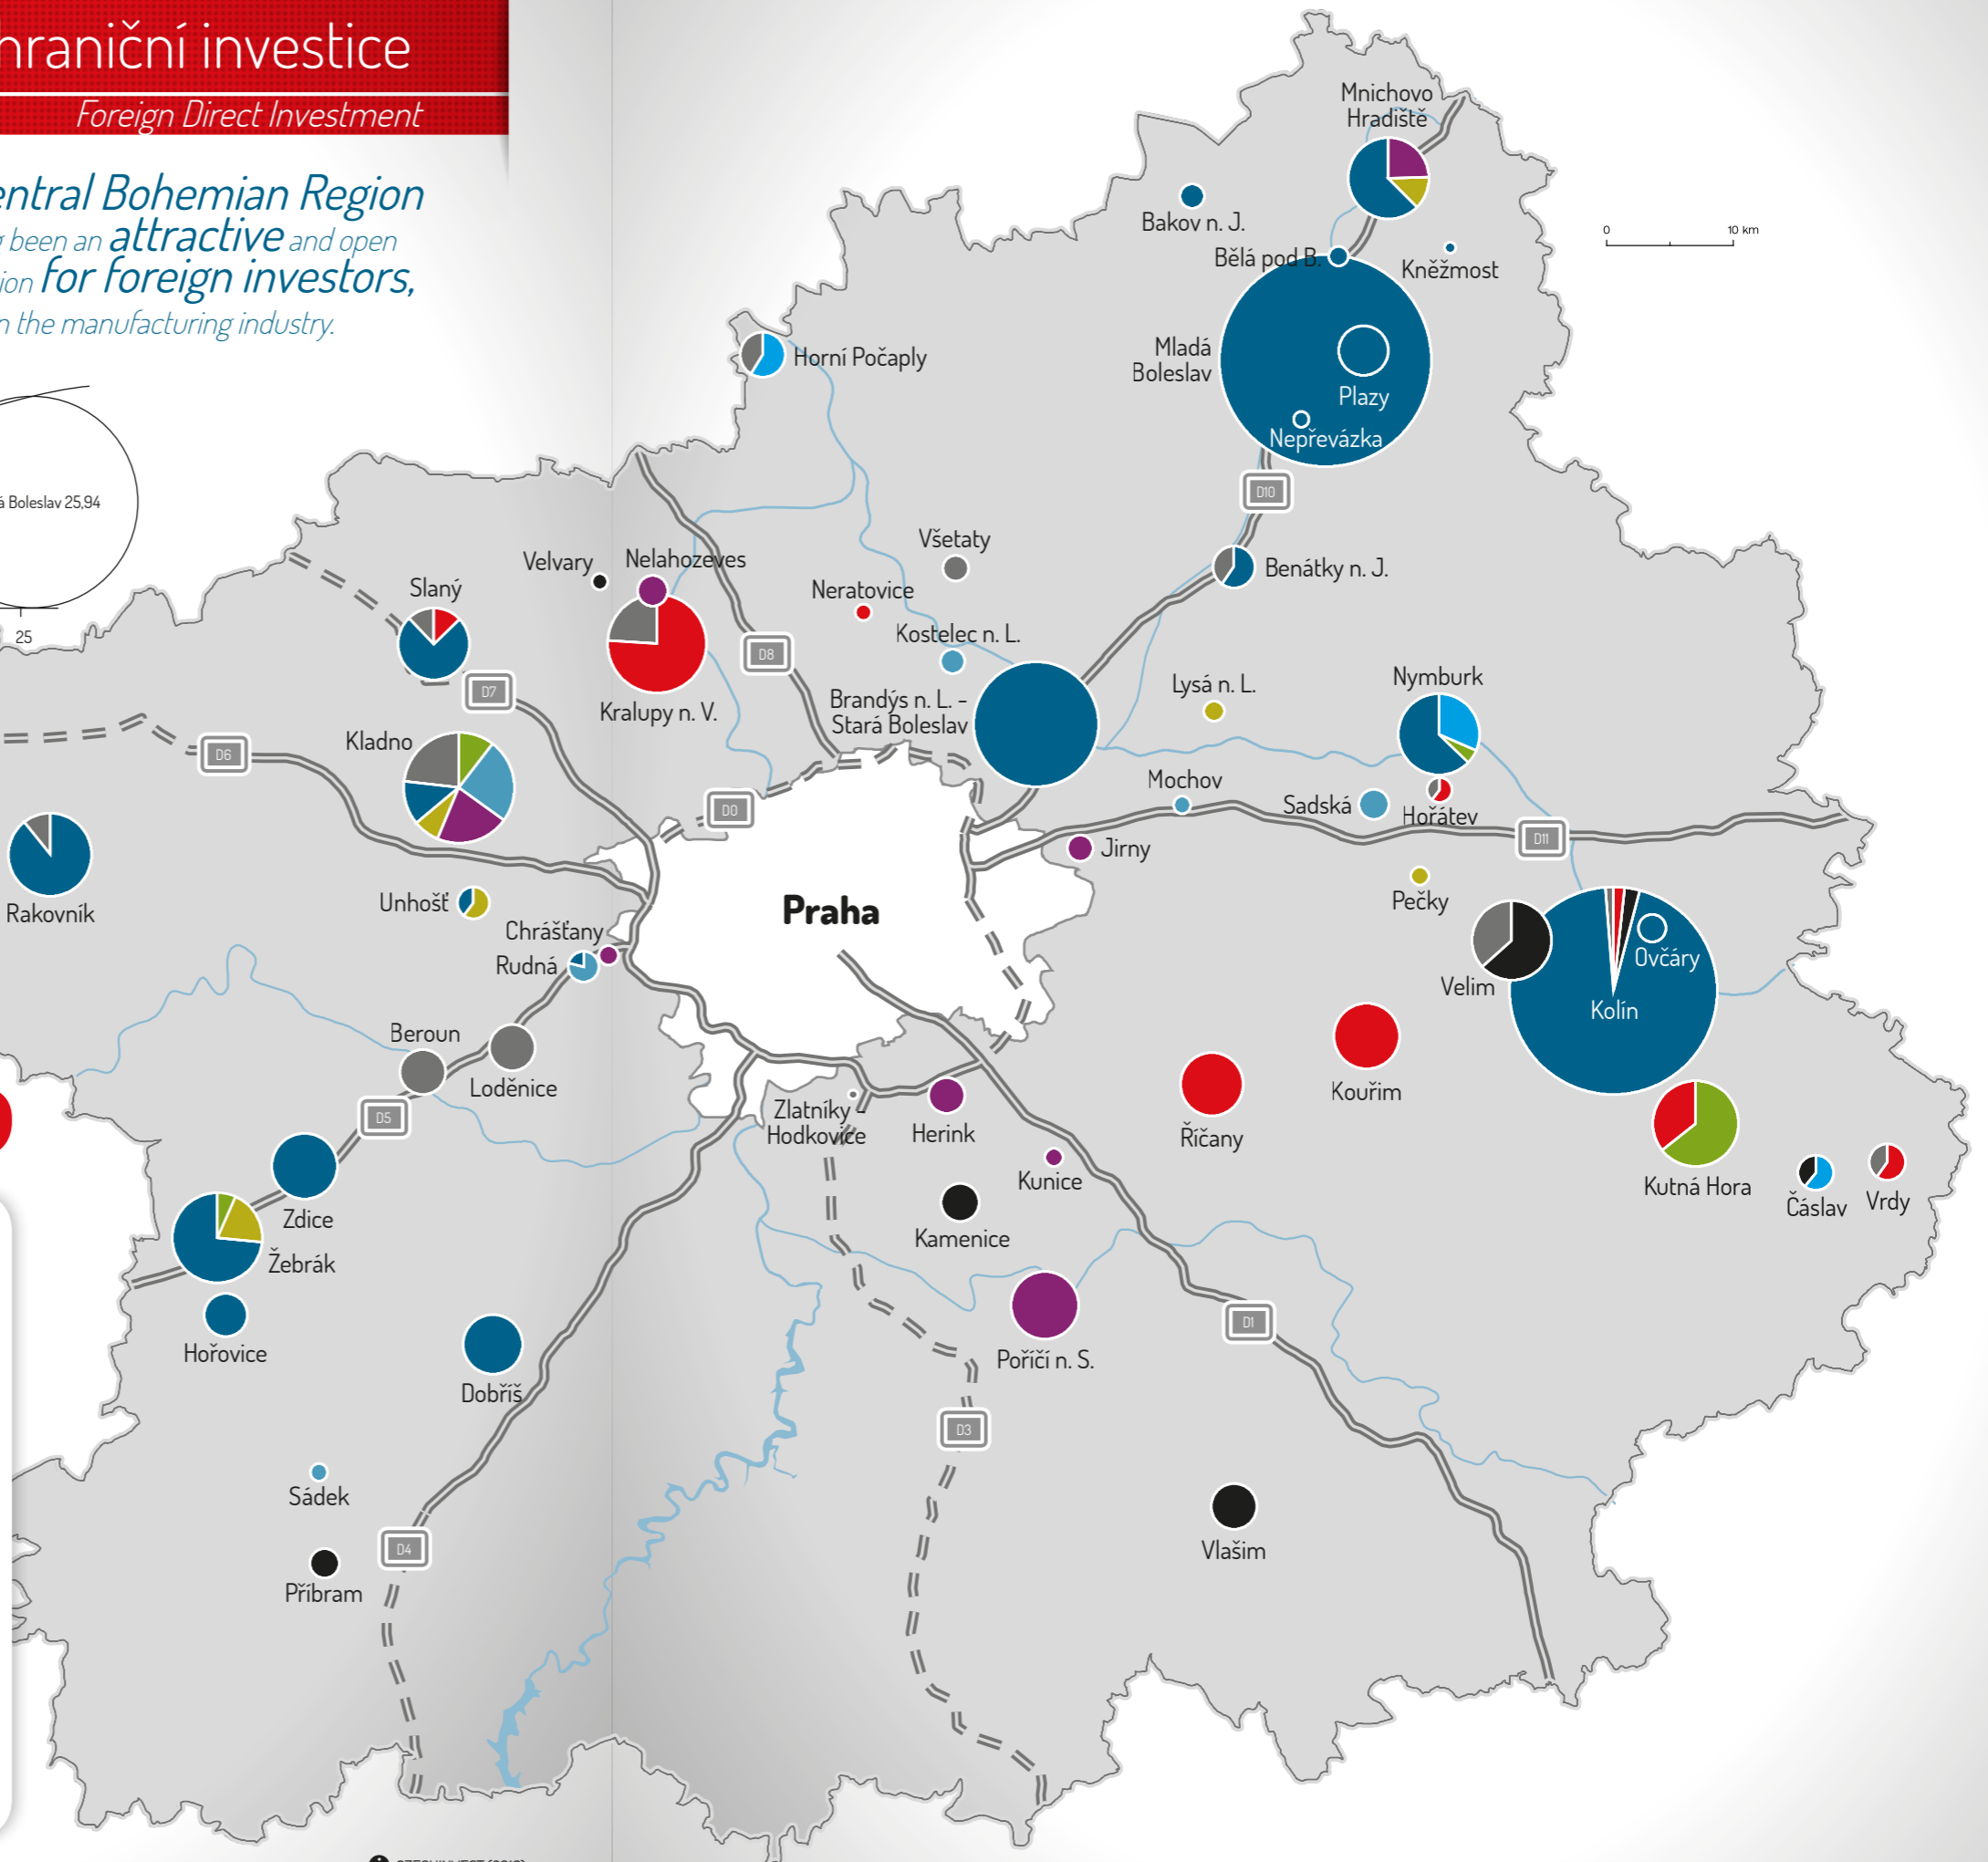 hraniční investice
Foreign Direct Investment
entral Bohemian Region
been an attractive and open
ion for foreign investors,
n the manufacturing industry.
á Boleslav 25,94
25
0 10 km
Mnichovo
Hradiště
Bakov n. J.
Bělá pod B.
Kněžmost
Mladá
Boleslav
Plazy
Nepřevázka
Horní Počaply
D10
Benátky n. J.
Všetaty
Velvary
Nelahozeves
Neratovice
Slaný
Kostelec n. L.
D8
D7
Kralupy n. V.
Brandýs n. L. -
Stará Boleslav
Lysá n. L.
Nymburk
Kladno
D6
D0
Mochov
Sadská
Hořátev
D11
Jirny
Pečky
Rakovník
Unhošť
Praha
Chrášťany
Rudná
Velim
Ovčáry
Kolín
Beroun
Loděnice
D5
Kouřim
Říčany
Zlatníky -
Hodkovice
Herink
Kunice
Kutná Hora
Čáslav
Vrdy
Zdice
Žebrák
Kamenice
Hořovice
Dobříš
Poříčí n. S.
D1
D3
Sádek
Vlašim
D4
Příbram